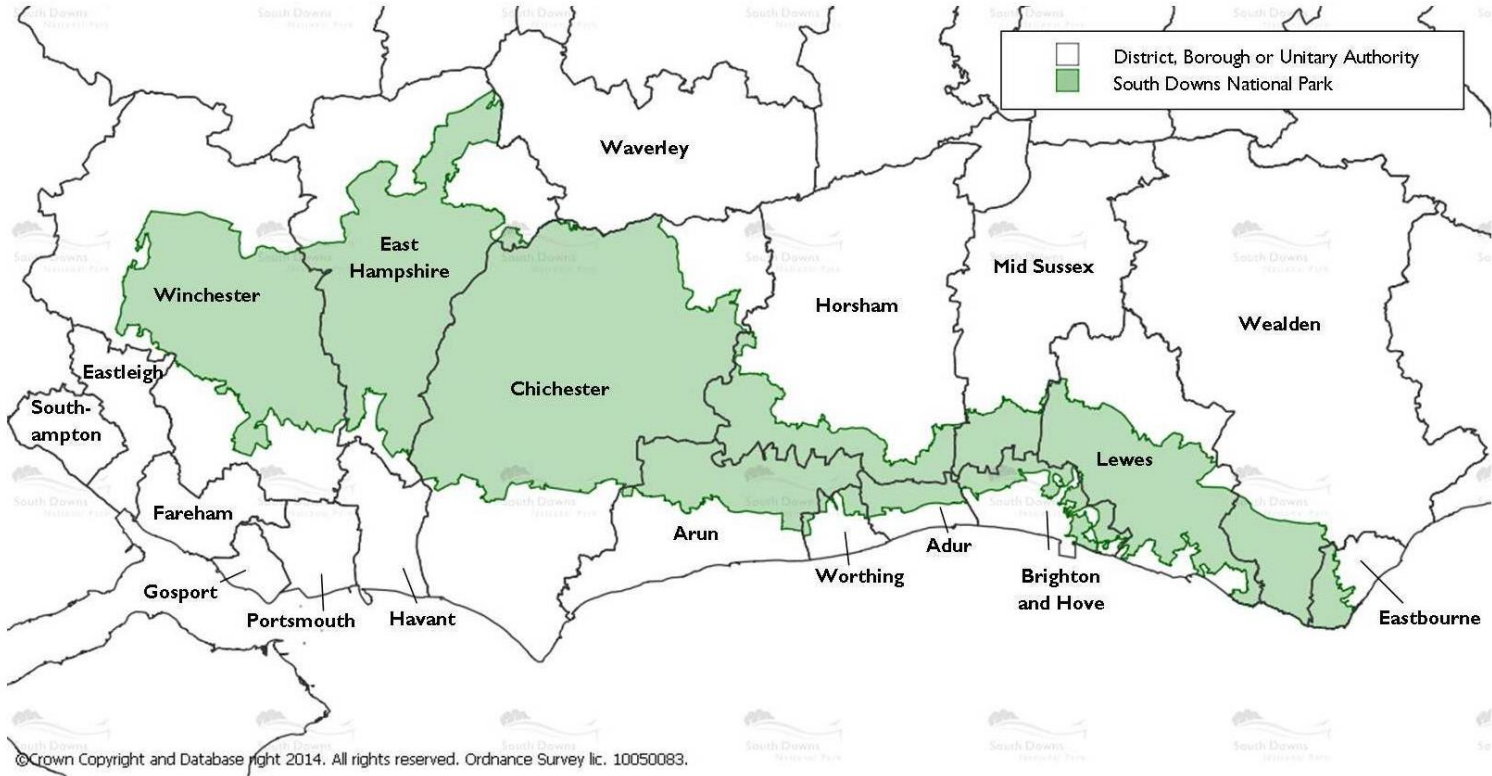 District, Borough or Unitary Authority
South Downs National Park
Waverley
East
Hampshire
Winchester
Mid Sussex
Horsham
Wealden
Eastleigh
Chichester
South-
ampton
Lewes
Fareham
Arun
Adur
Worthing
Gosport
Brighton
and Hove
Portsmouth
Havant
Eastbourne
©Crown Copyright and Database right 2014. All rights reserved. Ordnance Survey lic. 10050083.